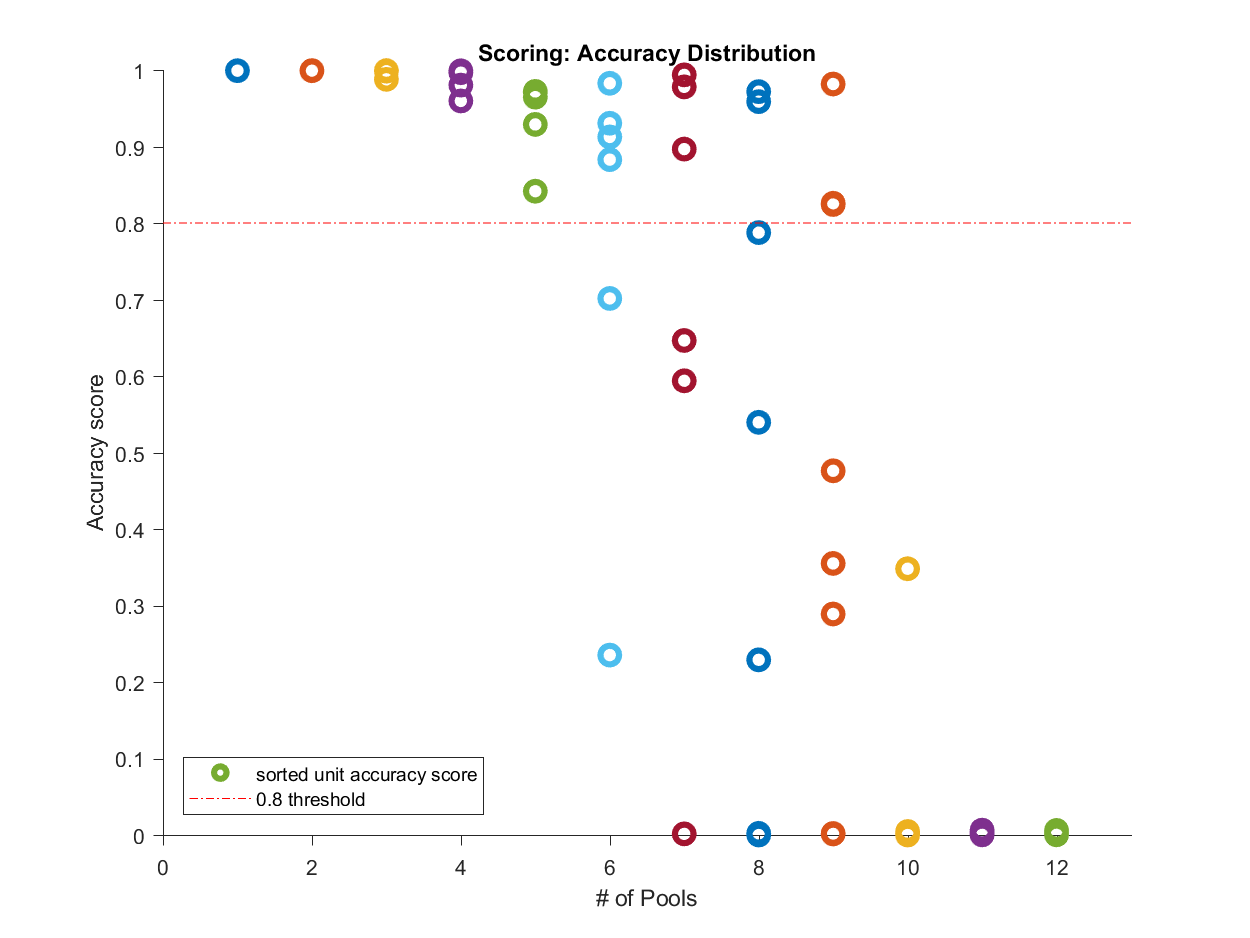 Scoring: Accuracy Distribution
1
0.9
0.8
0.7
0.6
0.5
0.4
0.3
0.2
0.1
0
Accuracy score
sorted unit accuracy score
0.8 threshold
0 2 4 6 8 10 12
# of Pools